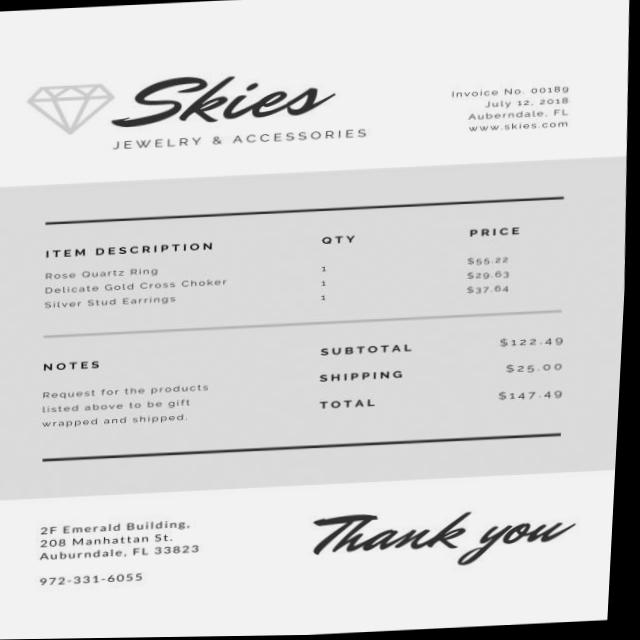 Skies
JEWELRY & ACCESSORIES
Invoice No. 00189
July 12, 2018
Auberndale, FL
www.skies.com
ITEM DESCRIPTION QTY PRICE
Rose Quartz Ring 1 $55.22
Delicate Gold Cross Choker 1 $29.63
Silver Stud Earrings 1 $37.64
NOTES
Request for the products
listed above to be gift
wrapped and shipped.
SUBTOTAL $122.49
SHIPPING $25.00
TOTAL $147.49
2F Emerald Building,
208 Manhattan St.
Auburndale, FL 33823
972-331-6055
Thank you